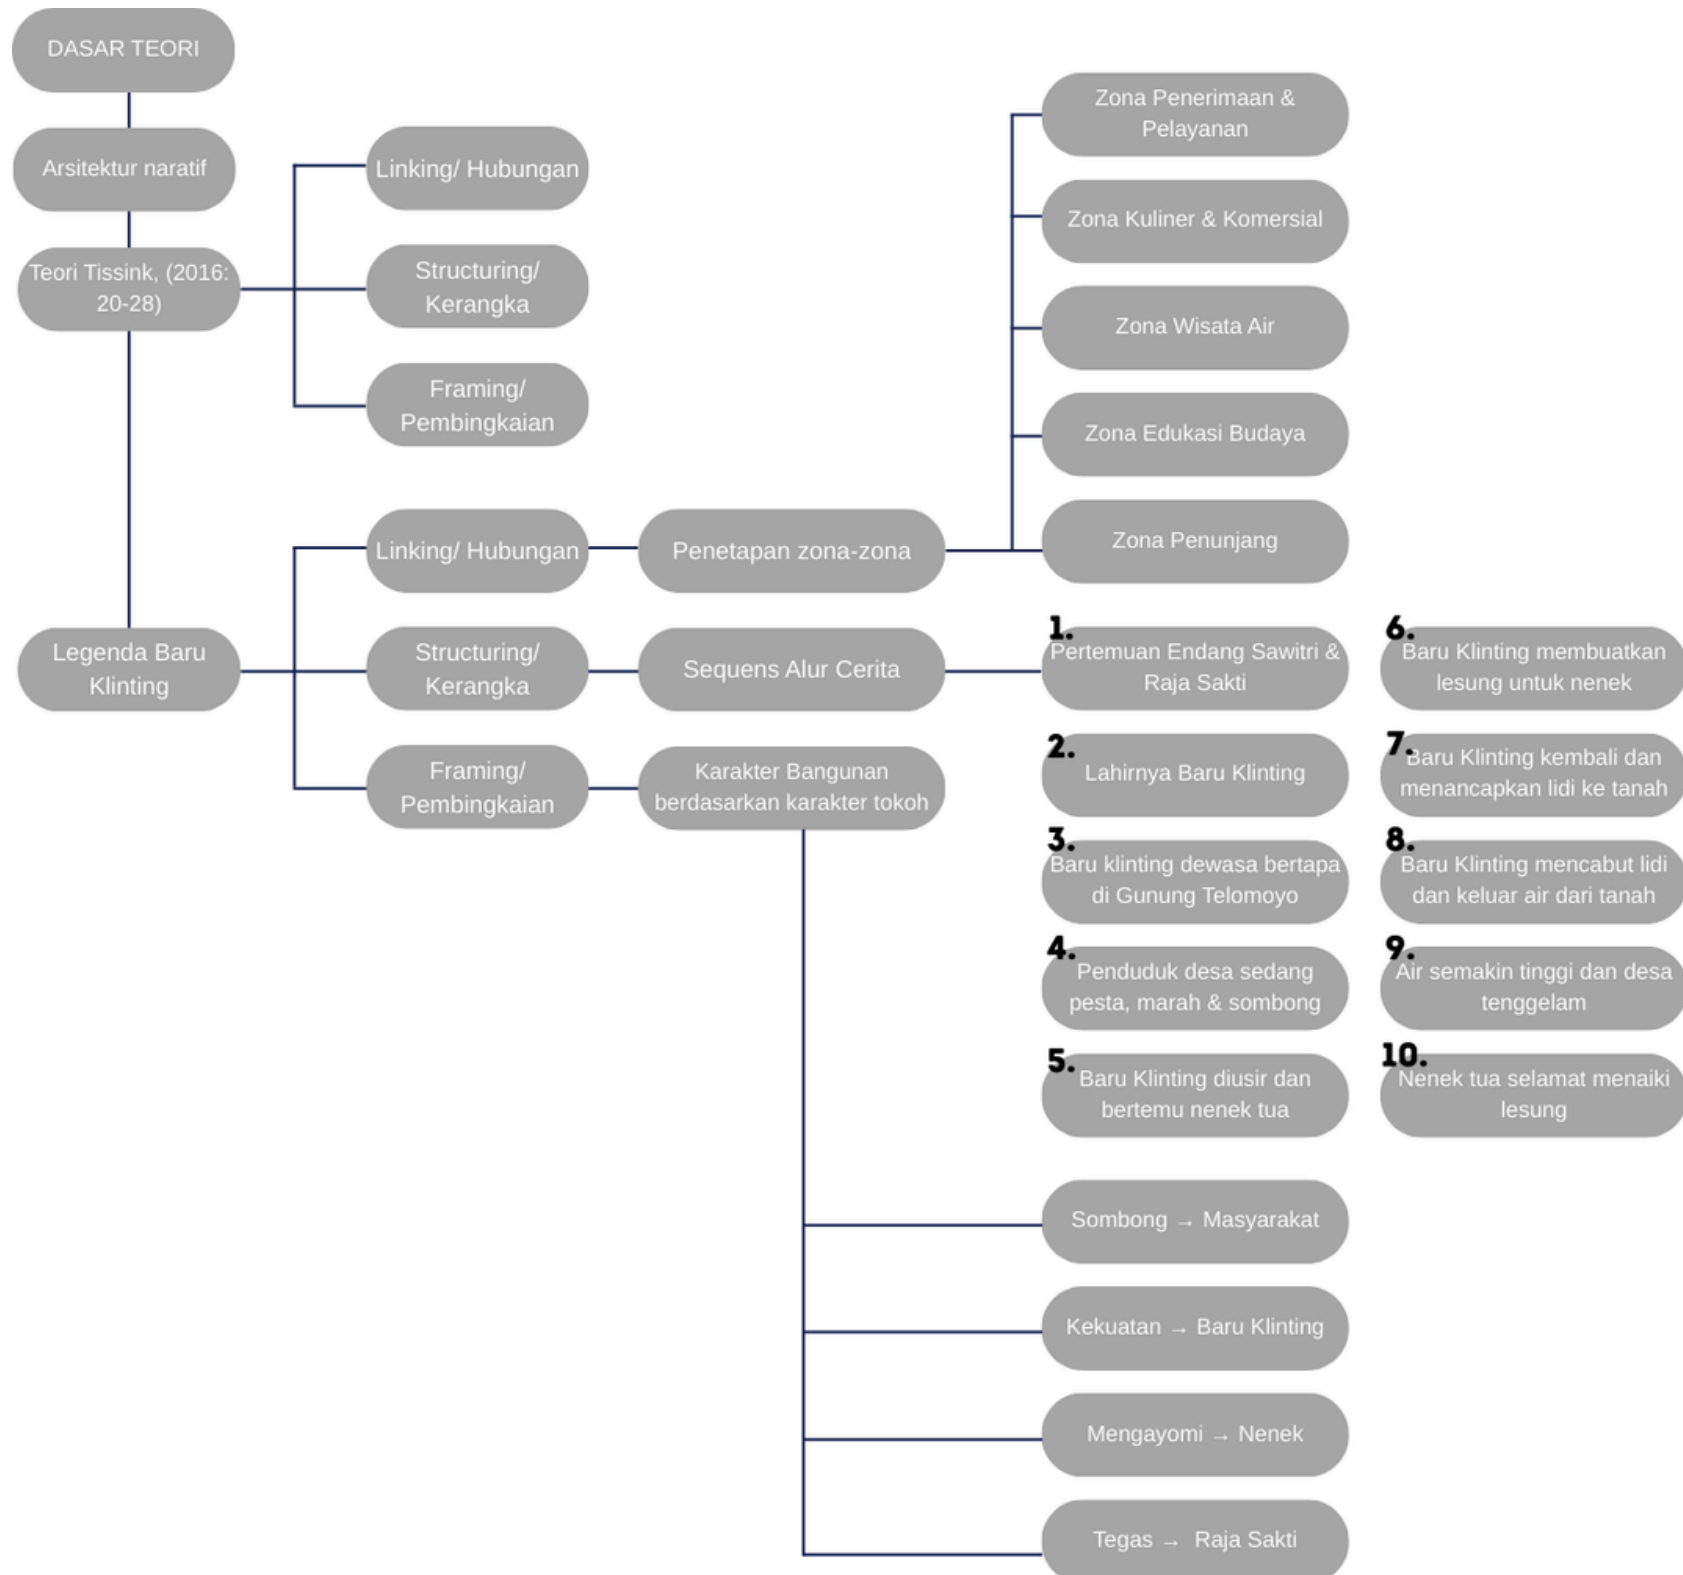 DASAR TEORI
Arsitektur naratif
Teori Tissink, (2016:
20-28)
Linking/ Hubungan
Structuring/
Kerangka
Framing/
Pembingkaian
Legenda Baru
Klinting
Linking/ Hubungan
Penetapan zona-zona
Zona Penerimaan &
Pelayanan
Zona Kuliner & Komersial
Zona Wisata Air
Zona Edukasi Budaya
Zona Penunjang
Structuring/
Kerangka
Sequens Alur Cerita
1.
Pertemuan Endang Sawitri &
Raja Sakti
2.
Lahirnya Baru Klinting
3.
Baru klinting dewasa bertapa
di Gunung Telomoyo
4.
Penduduk desa sedang
pesta, marah & sombong
5.
Baru Klinting diusir dan
bertemu nenek tua
6.
Baru Klinting membuatkan
lesung untuk nenek
7.
Baru Klinting kembali dan
menancapkan lidi ke tanah
8.
Baru Klinting mencabut lidi
dan keluar air dari tanah
9.
Air semakin tinggi dan desa
tenggelam
10.
Nenek tua selamat menaiki
lesung
Framing/
Pembingkaian
Karakter Bangunan
berdasarkan karakter tokoh
Sombong → Masyarakat
Kekuatan → Baru Klinting
Mengayomi → Nenek
Tegas → Raja Sakti